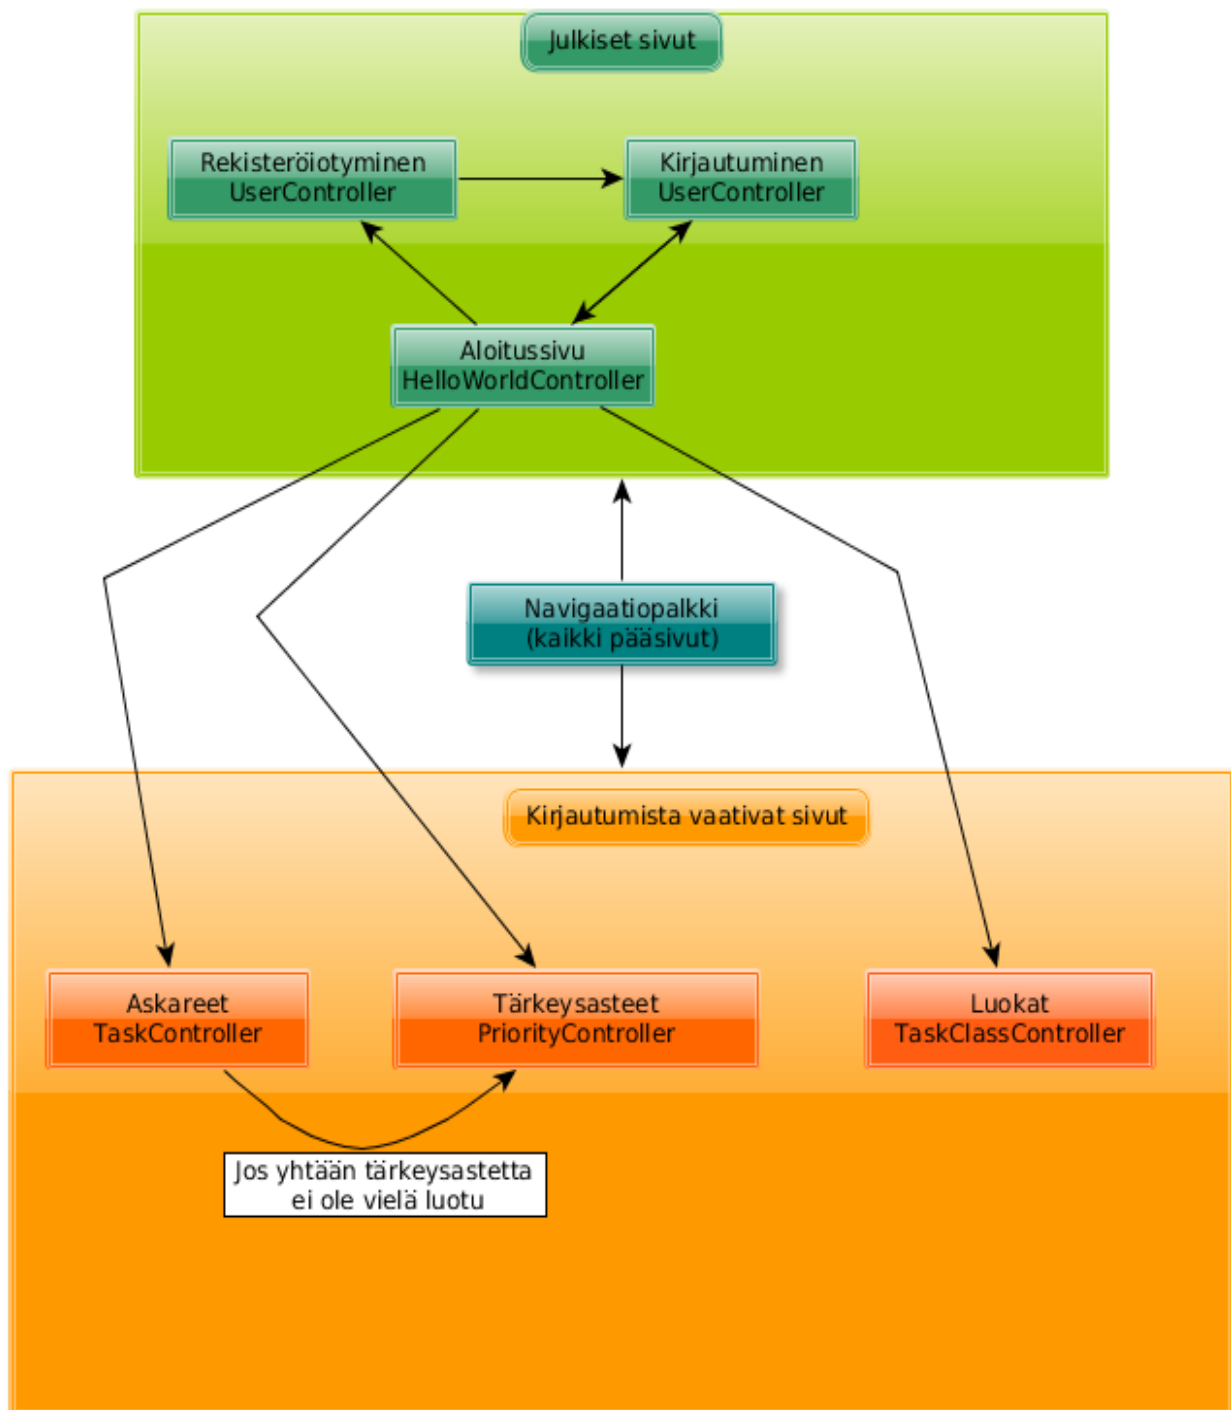 Julkiset sivut
Rekisteröiotyminen
UserController
Kirjautuminen
UserController
Aloitussivu
HelloWorldController
Navigaatiopalkki
(kaikki pääsivut)
Kirjautumista vaativat sivut
Askareet
TaskController
Tärkeysasteet
PriorityController
Luokat
TaskClassController
Jos yhtään tärkeysastetta
ei ole vielä luotu